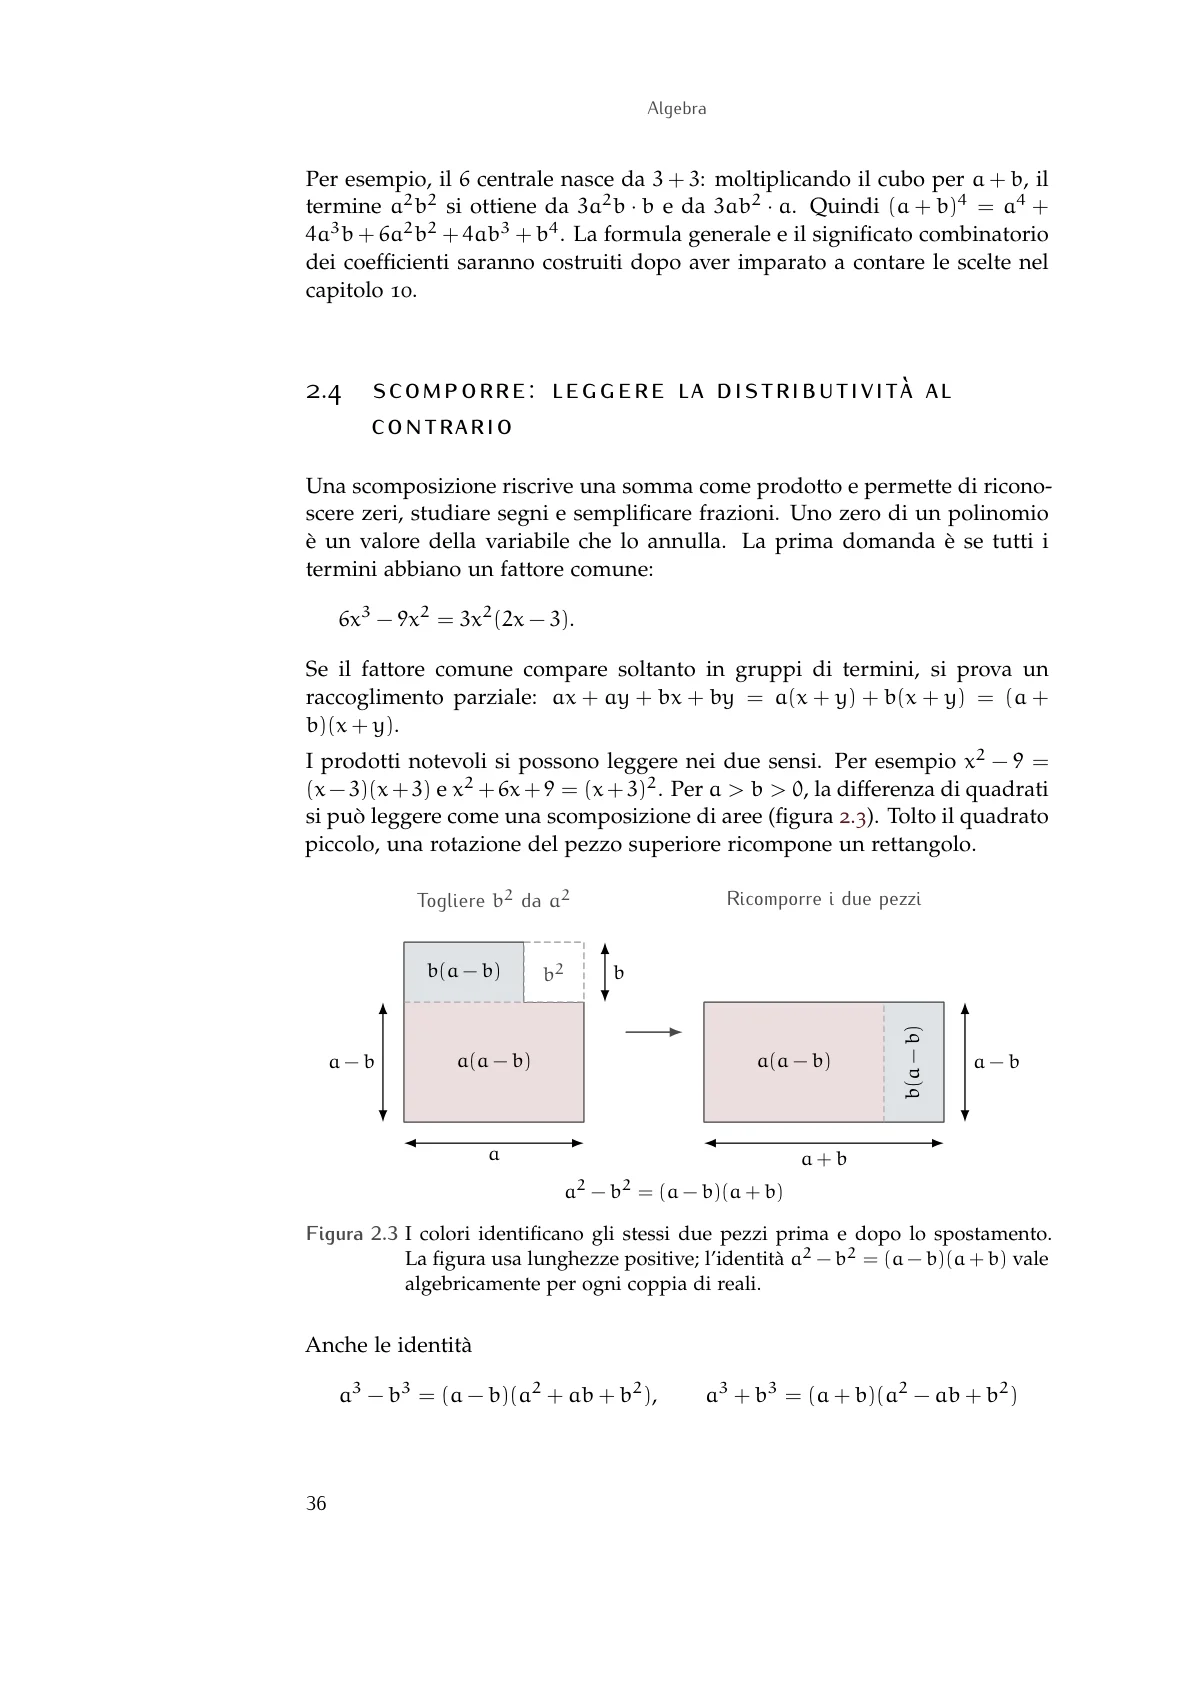 Algebra
Per esempio, il 6 centrale nasce da 3 + 3: moltiplicando il cubo per a + b, il
termine a²b² si ottiene da 3a²b · b e da 3ab² · a. Quindi (a + b)⁴ = a⁴ +
4a³b + 6a²b² + 4ab³ + b⁴. La formula generale e il significato combinatorio
dei coefficienti saranno costruiti dopo aver imparato a contare le scelte nel
capitolo 10.
2.4 SCOMPORRE: LEGGERE LA DISTRIBUTIVITÀ AL
CONTRARIO
Una scomposizione riscrive una somma come prodotto e permette di ricono-
scere zeri, studiare segni e semplificare frazioni. Uno zero di un polinomio
è un valore della variabile che lo annulla. La prima domanda è se tutti i
termini abbiano un fattore comune:
6x³ − 9x² = 3x²(2x − 3).
Se il fattore comune compare soltanto in gruppi di termini, si prova un
raccoglimento parziale: ax + ay + bx + by = a(x + y) + b(x + y) = (a +
b)(x + y).
I prodotti notevoli si possono leggere nei due sensi. Per esempio x² − 9 =
(x − 3)(x + 3) e x² + 6x + 9 = (x + 3)². Per a > b > 0, la differenza di quadrati
si può leggere come una scomposizione di aree (figura 2.3). Tolto il quadrato
piccolo, una rotazione del pezzo superiore ricompone un rettangolo.
Togliere b² da a²
Ricomporre i due pezzi
b(a − b)
b²
b
a − b
a(a − b)
a
a(a − b)
b(a − b)
a − b
a + b
a² − b² = (a − b)(a + b)
Figura 2.3 I colori identificano gli stessi due pezzi prima e dopo lo spostamento.
La figura usa lunghezze positive; l'identità a² − b² = (a − b)(a + b) vale
algebricamente per ogni coppia di reali.
Anche le identità
a³ − b³ = (a − b)(a² + ab + b²), a³ + b³ = (a + b)(a² − ab + b²)
36